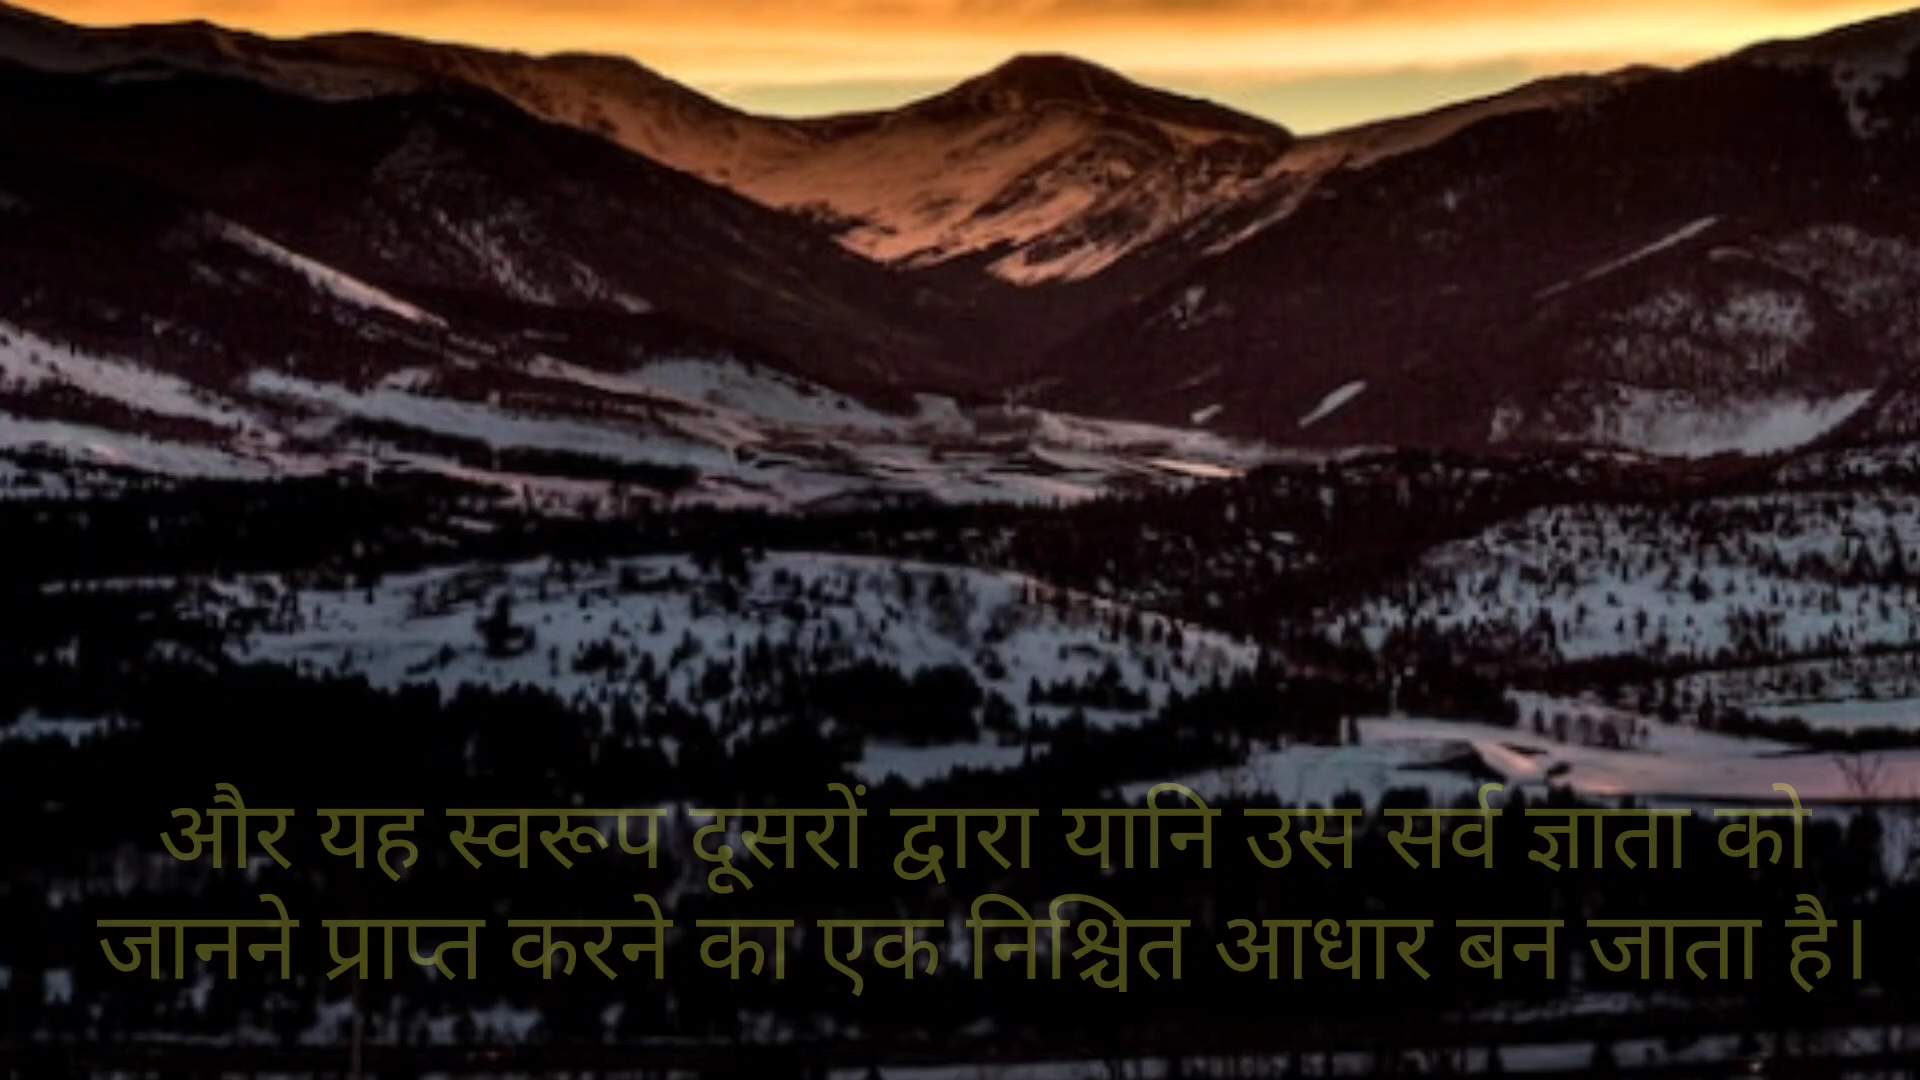 और यह स्वरूप दूसरों द्वारा यानि उस सर्व ज्ञाता को
जानने प्राप्त करने का एक निश्चित आधार बन जाता है।